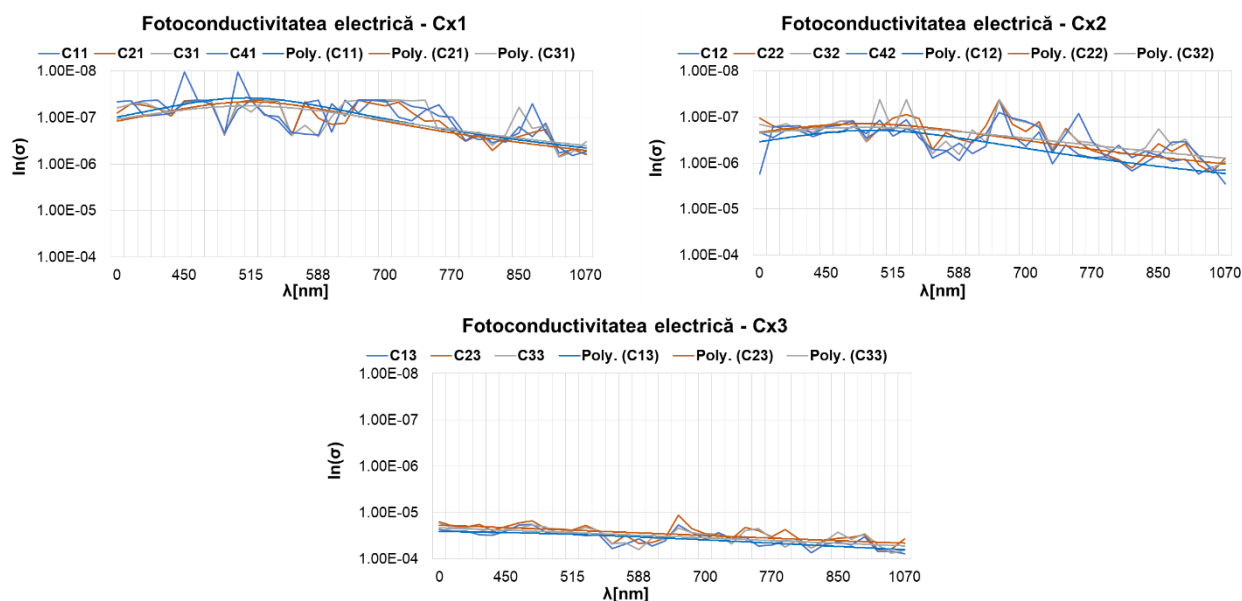 Fotoconductivitatea electrică - Cx1
C11 C21 C31 C41 Poly. (C11) Poly. (C21) Poly. (C31)
1.00E-08
1.00E-07
1.00E-06
1.00E-05
1.00E-04
ln(σ)
0 450 515 588 700 770 850 1070
λ[nm]
Fotoconductivitatea electrică - Cx2
C12 C22 C32 C42 Poly. (C12) Poly. (C22) Poly. (C32)
1.00E-08
1.00E-07
1.00E-06
1.00E-05
1.00E-04
ln(σ)
0 450 515 588 700 770 850 1070
λ[nm]
Fotoconductivitatea electrică - Cx3
C13 C23 C33 Poly. (C13) Poly. (C23) Poly. (C33)
1.00E-08
1.00E-07
1.00E-06
1.00E-05
1.00E-04
ln(σ)
0 450 515 588 700 770 850 1070
λ[nm]